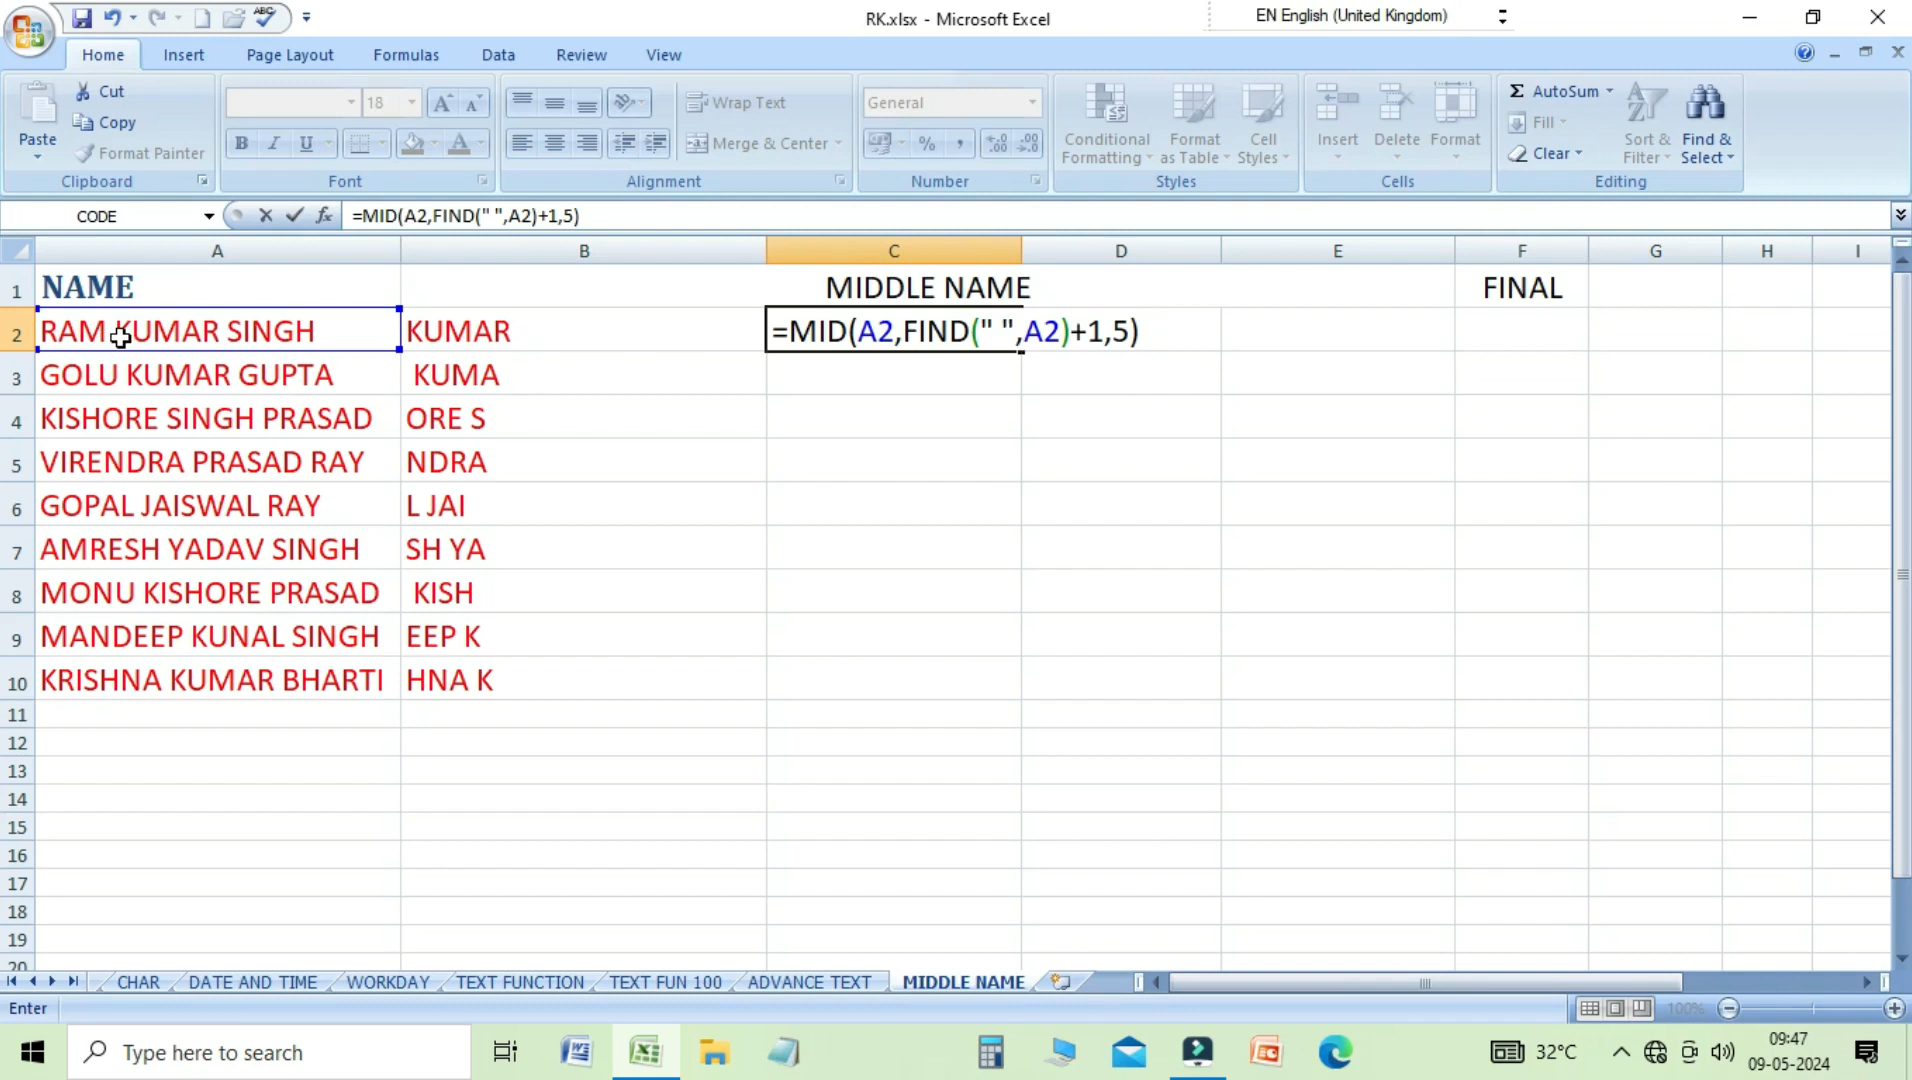 RK.xlsx - Microsoft Excel
EN English (United Kingdom)
Home Insert Page Layout Formulas Data Review View
Paste
Cut
Copy
Format Painter
Clipboard
18
Font
Wrap Text
Merge & Center
Alignment
General
Number
Conditional Formatting
Format as Table
Cell Styles
Styles
Insert Delete Format
Cells
AutoSum
Fill
Clear
Sort & Filter
Find & Select
Editing
CODE
=MID(A2,FIND(" ",A2)+1,5)
A B C D E F G H I
1 NAME MIDDLE NAME FINAL
2 RAM KUMAR SINGH KUMAR =MID(A2,FIND(" ",A2)+1,5)
3 GOLU KUMAR GUPTA KUMA
4 KISHORE SINGH PRASAD ORE S
5 VIRENDRA PRASAD RAY NDRA
6 GOPAL JAISWAL RAY L JAI
7 AMRESH YADAV SINGH SH YA
8 MONU KISHORE PRASAD KISH
9 MANDEEP KUNAL SINGH EEP K
10 KRISHNA KUMAR BHARTI HNA K
11
12
13
14
15
16
17
18
19
20
CHAR DATE AND TIME WORKDAY TEXT FUNCTION TEXT FUN 100 ADVANCE TEXT MIDDLE NAME
Enter
100%
Type here to search
32°C
09:47
09-05-2024